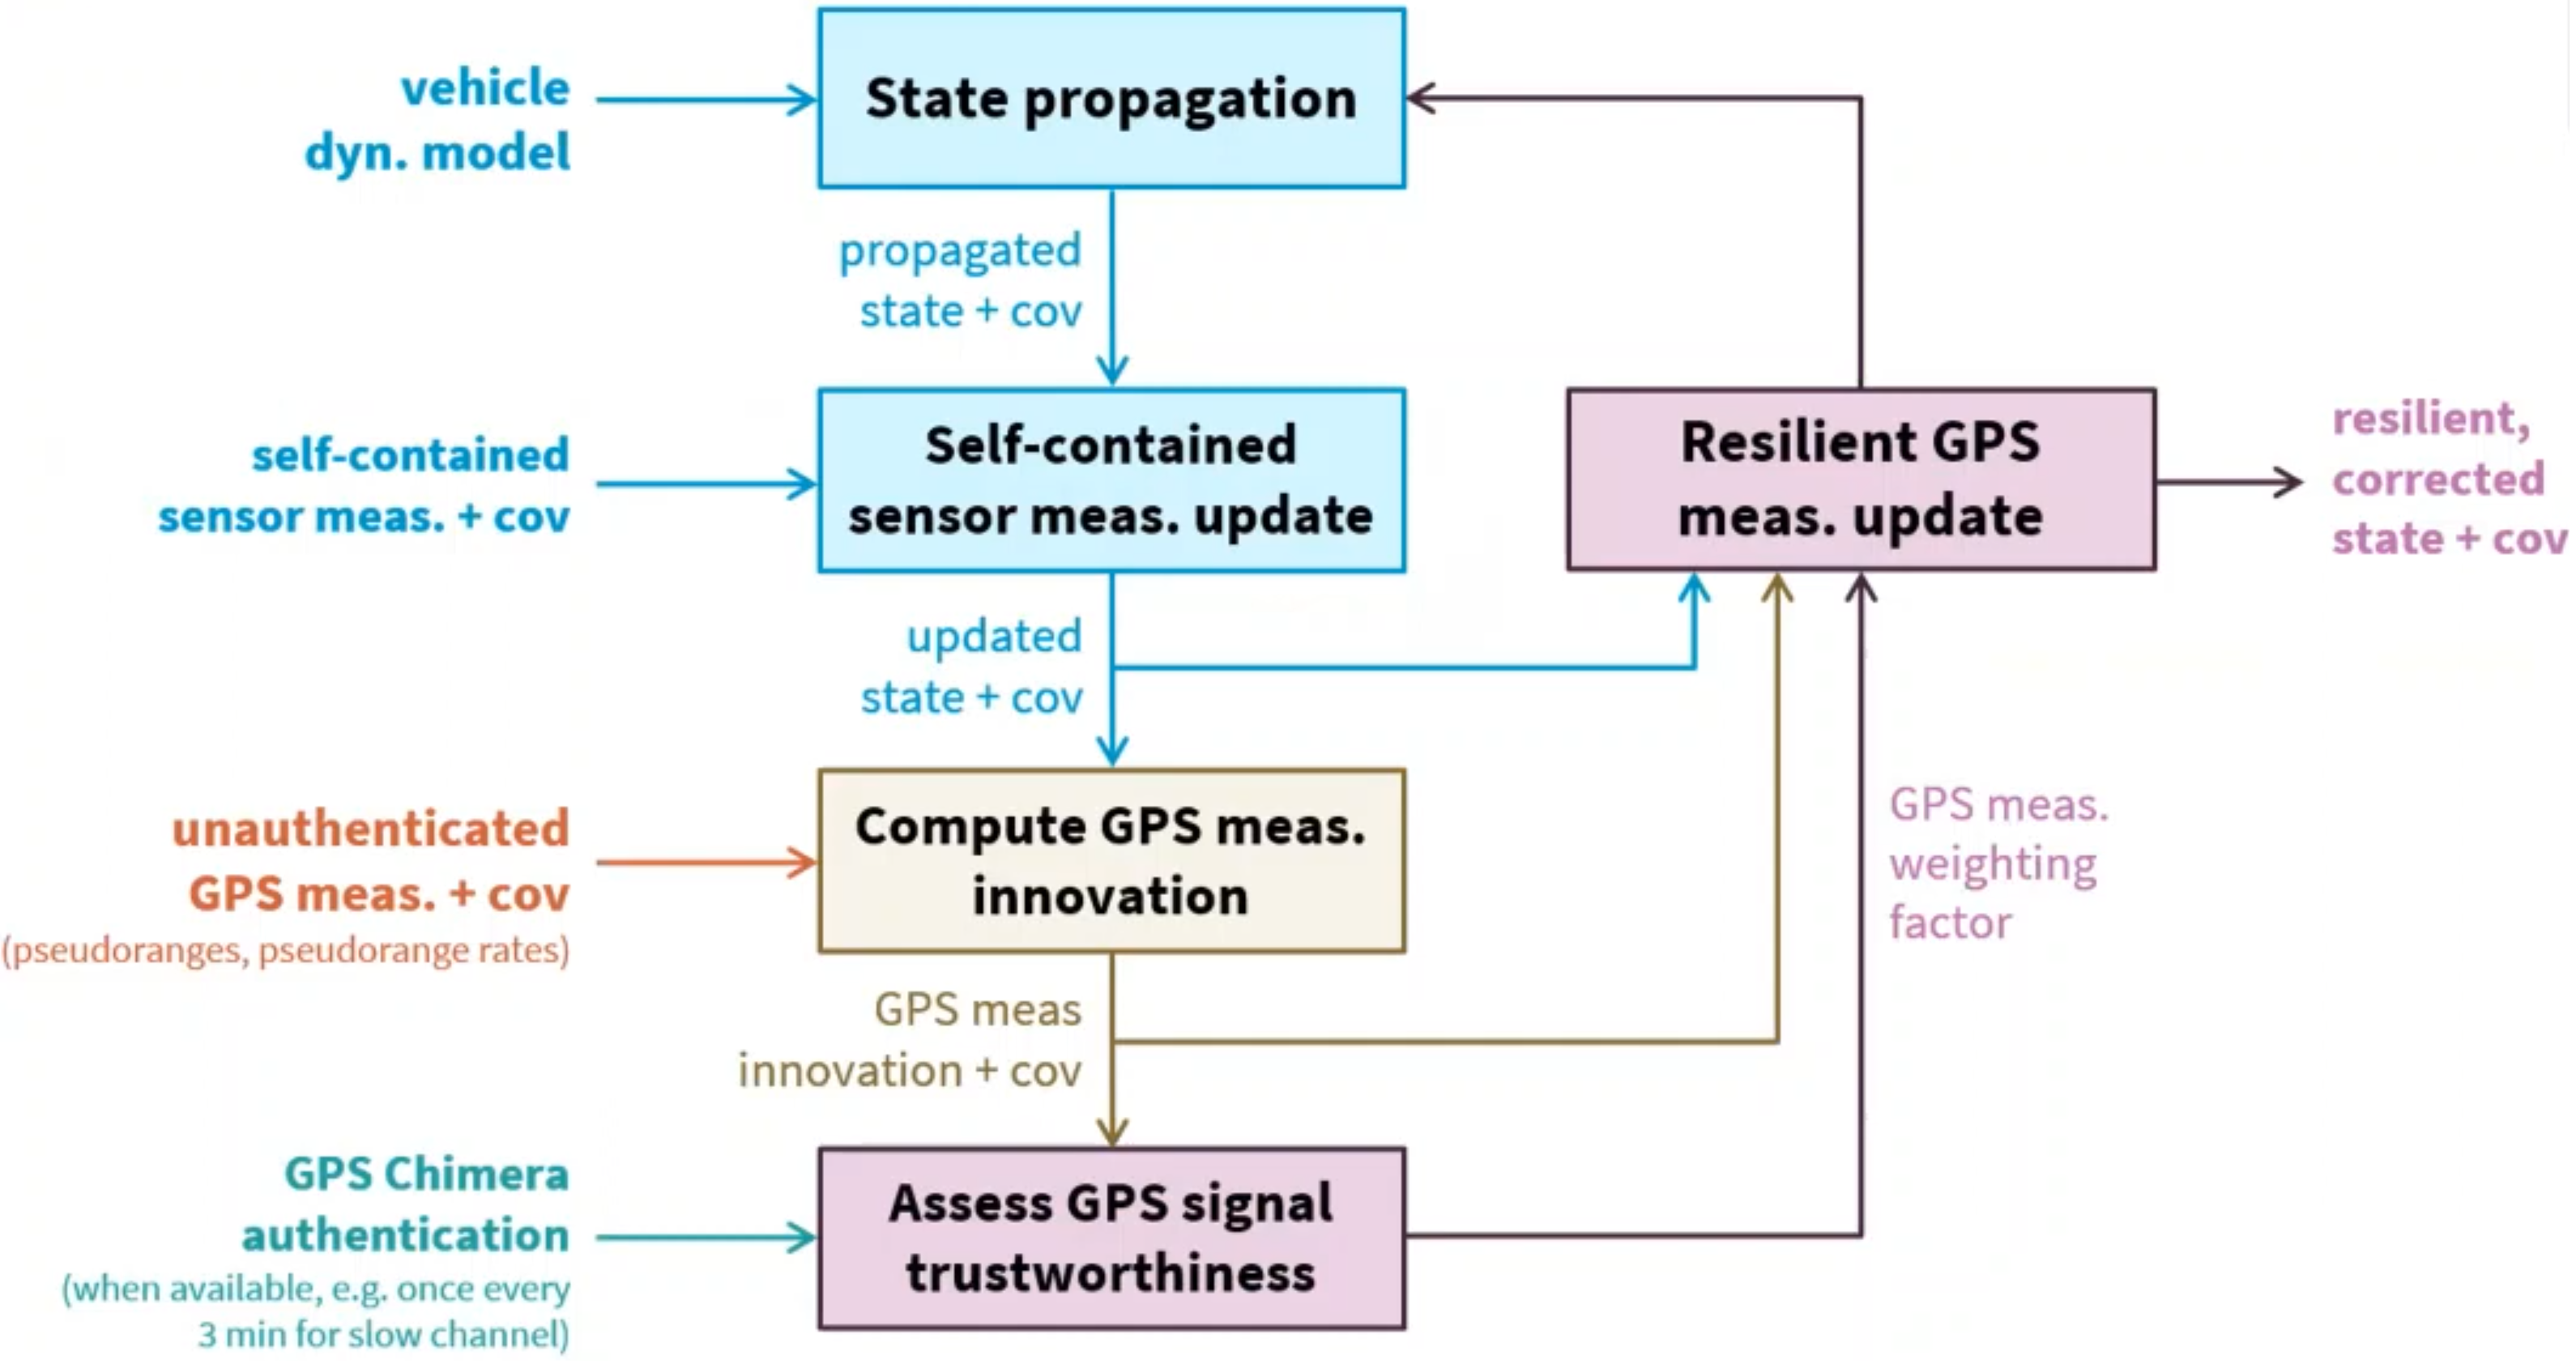 vehicle
dyn. model
State propagation
propagated
state + cov
self-contained
sensor meas. + cov
Self-contained
sensor meas. update
Resilient GPS
meas. update
resilient,
corrected
state + cov
updated
state + cov
unauthenticated
GPS meas. + cov
(pseudoranges, pseudorange rates)
Compute GPS meas.
innovation
GPS meas.
weighting
factor
GPS meas
innovation + cov
GPS Chimera
authentication
(when available, e.g. once every
3 min for slow channel)
Assess GPS signal
trustworthiness